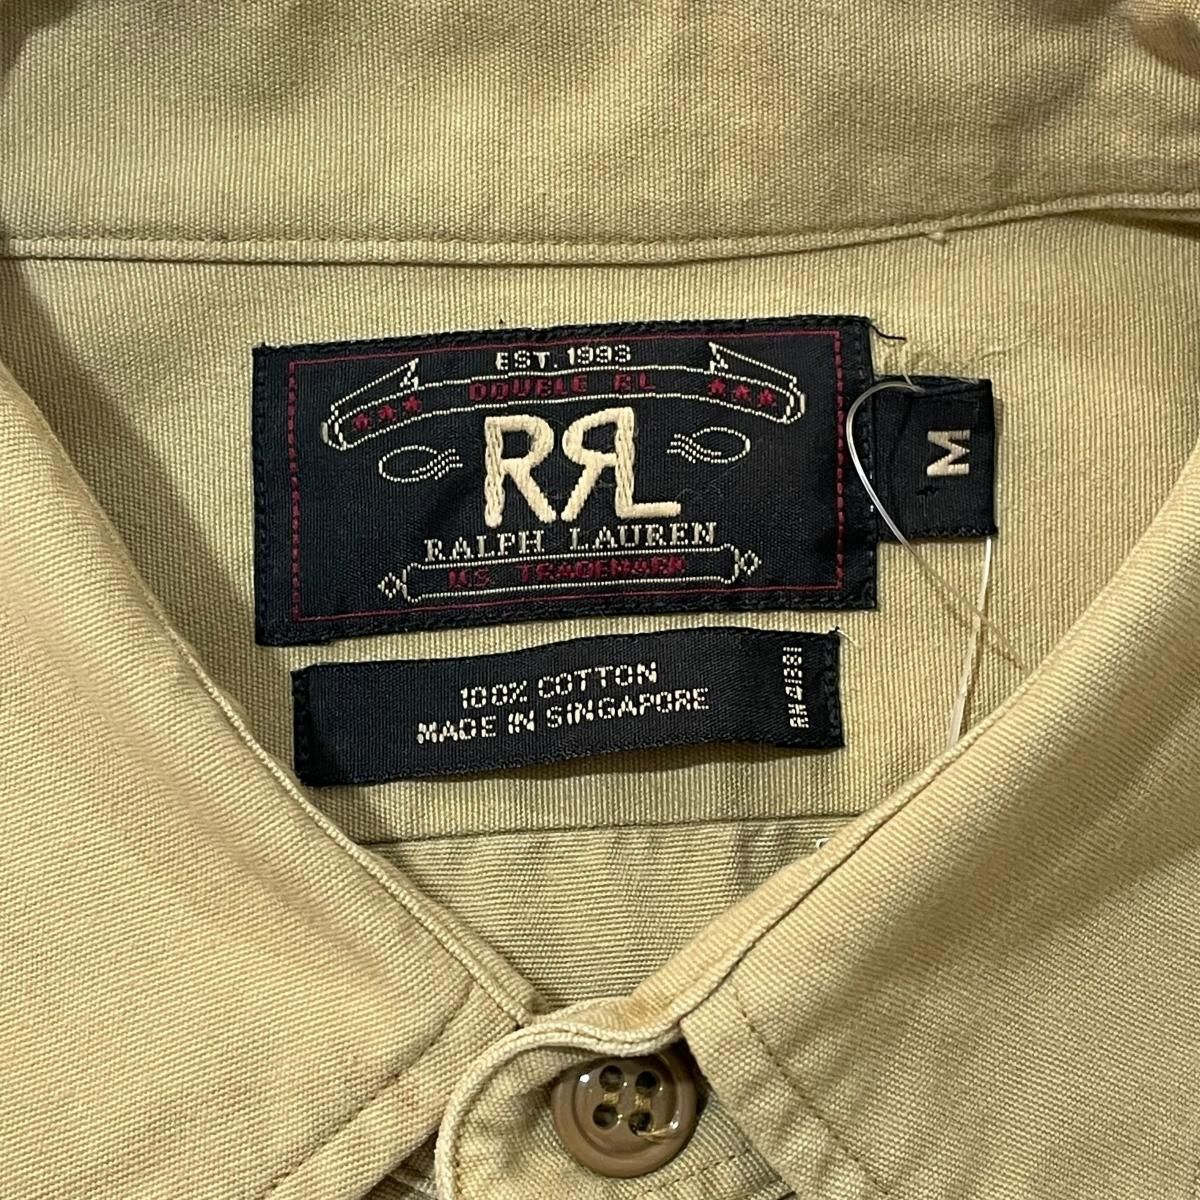 EST. 1993
DOUBLE RL
RRL
RALPH LAUREN
U.S. TRADEMARK
M
100% COTTON
MADE IN SINGAPORE
RN 41381